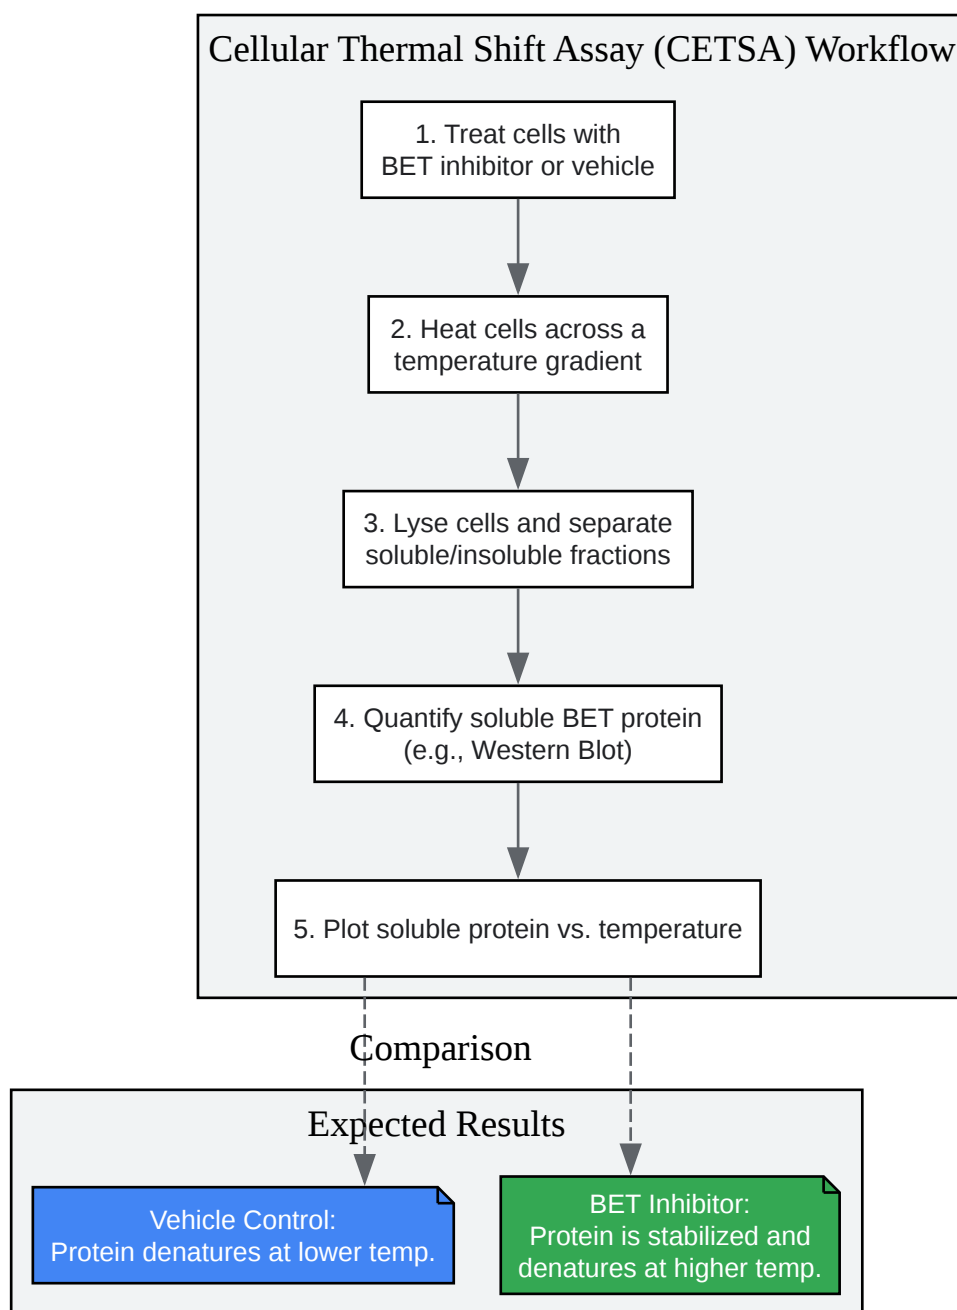 Cellular Thermal Shift Assay (CETSA) Workflow
1. Treat cells with
BET inhibitor or vehicle
2. Heat cells across a
temperature gradient
3. Lyse cells and separate
soluble/insoluble fractions
4. Quantify soluble BET protein
(e.g., Western Blot)
5. Plot soluble protein vs. temperature
Comparison
Expected Results
Vehicle Control:
Protein denatures at lower temp.
BET Inhibitor:
Protein is stabilized and
denatures at higher temp.